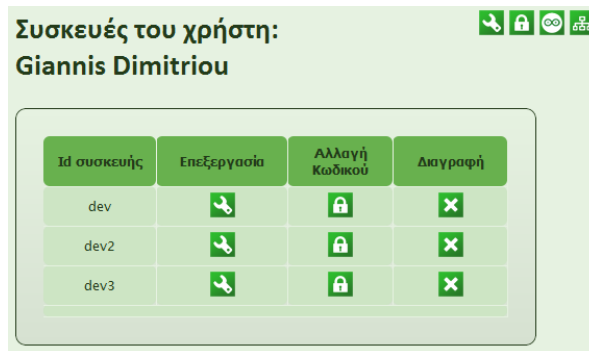 Συσκευές του χρήστη:
Giannis Dimitriou
Id συσκευής Επεξεργασία Αλλαγή Κωδικού Διαγραφή
dev
dev2
dev3